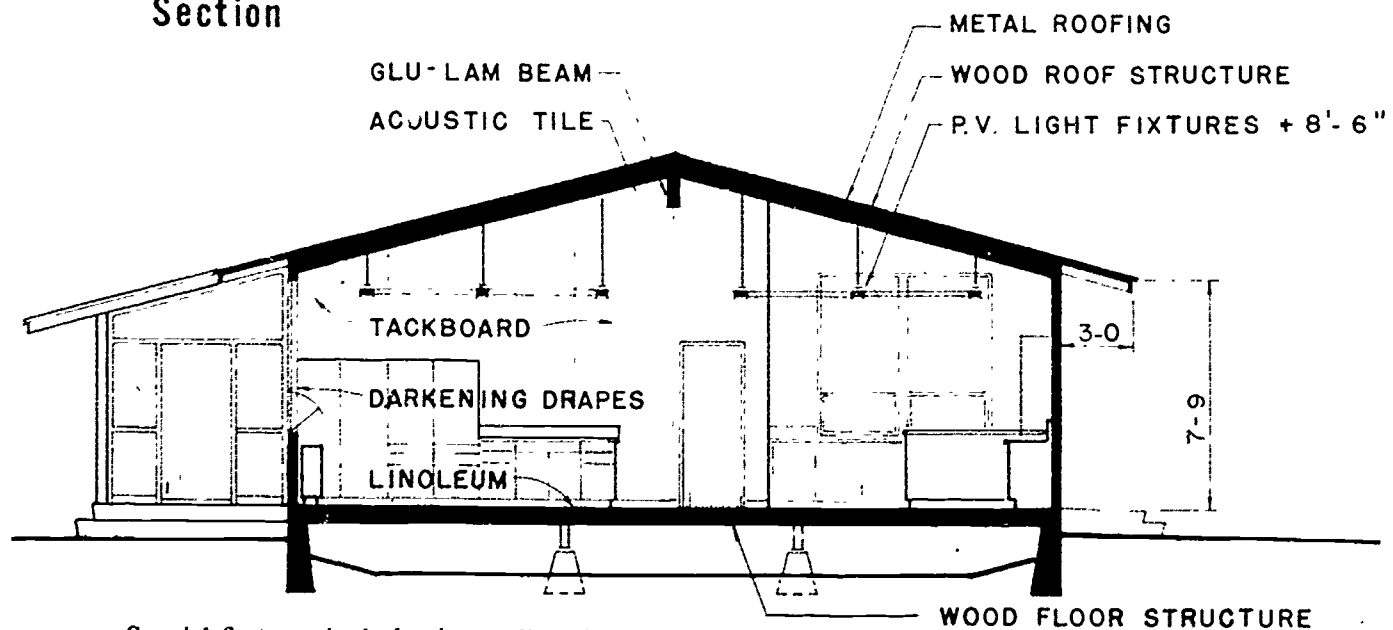 Section
METAL ROOFING
GLU-LAM BEAM
WOOD ROOF STRUCTURE
ACOUSTIC TILE
P.V. LIGHT FIXTURES + 8'-6"
TACKBOARD
3-0
DARKENING DRAPES
7-9
LINOLEUM
WOOD FLOOR STRUCTURE